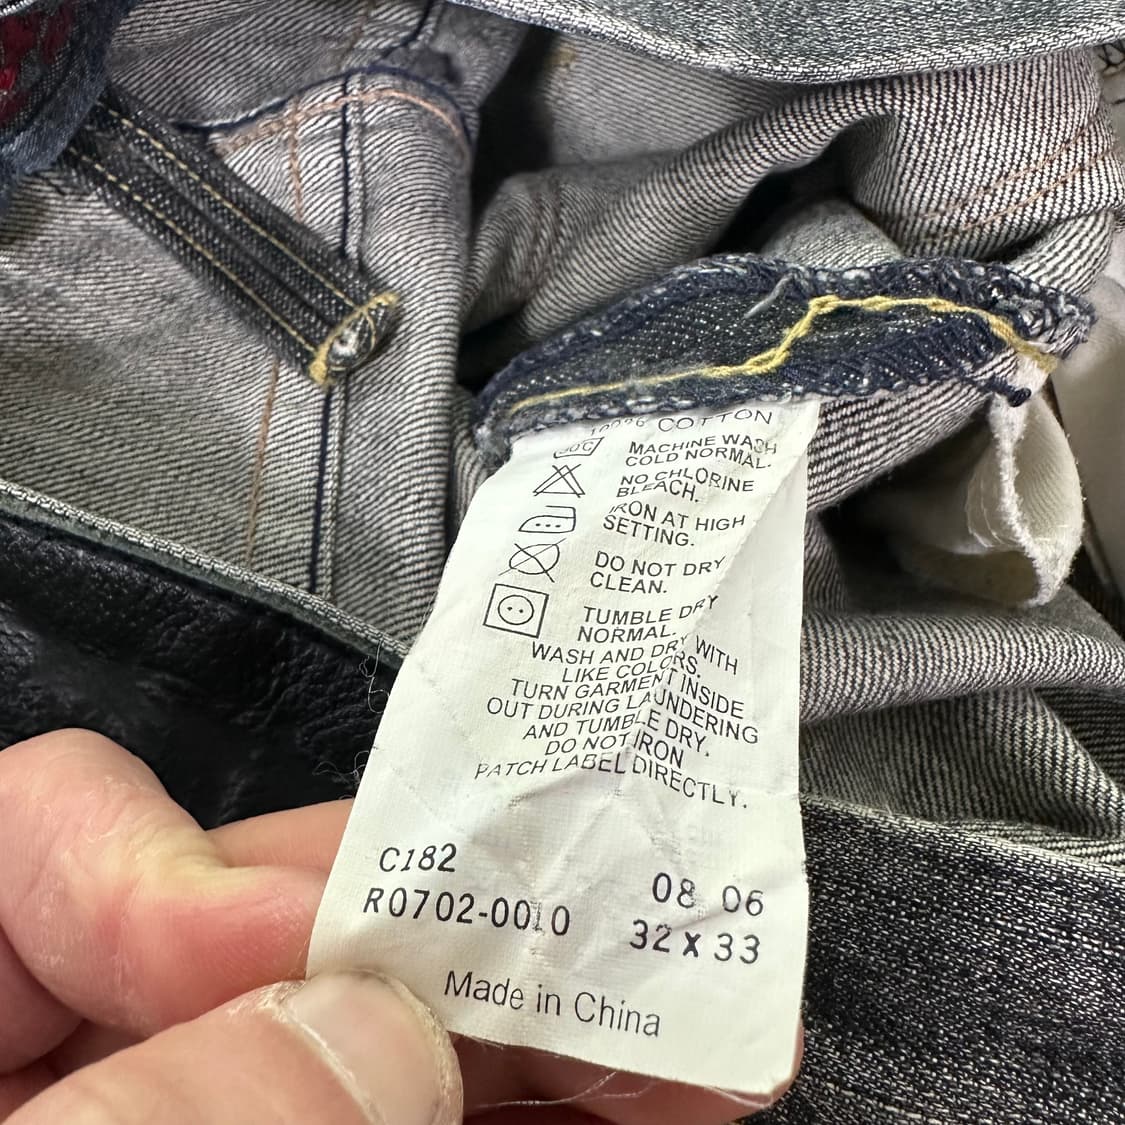 100% COTTON
30C
MACHINE WASH
COLD NORMAL.
NO CHLORINE
BLEACH.
IRON AT HIGH
SETTING.
DO NOT DRY
CLEAN.
TUMBLE DRY
NORMAL.
WASH AND DRY WITH
LIKE COLORS.
TURN GARMENT INSIDE
OUT DURING LAUNDERING
AND TUMBLE DRY.
DO NOT IRON
PATCH LABEL DIRECTLY.
C182 08 06
R0702-0010 32 X 33
Made in China